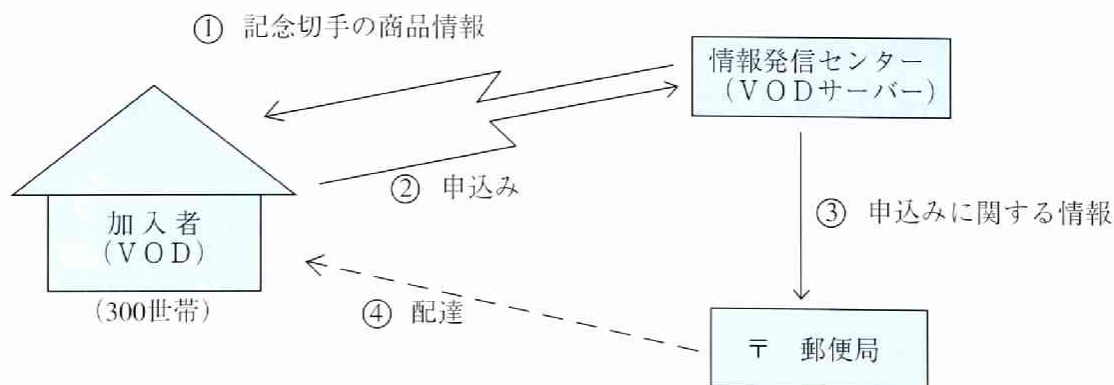 ① 記念切手の商品情報
情報発信センター
(VODサーバー)
② 申込み
加入者
(VOD)
(300世帯)
③ 申込みに関する情報
④ 配達
〒 郵便局